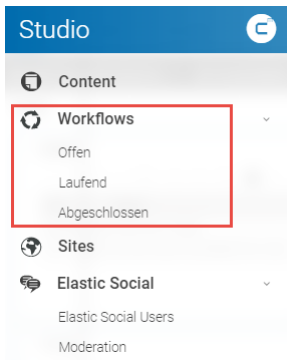 Studio
Content
Workflows
Offen
Laufend
Abgeschlossen
Sites
Elastic Social
Elastic Social Users
Moderation